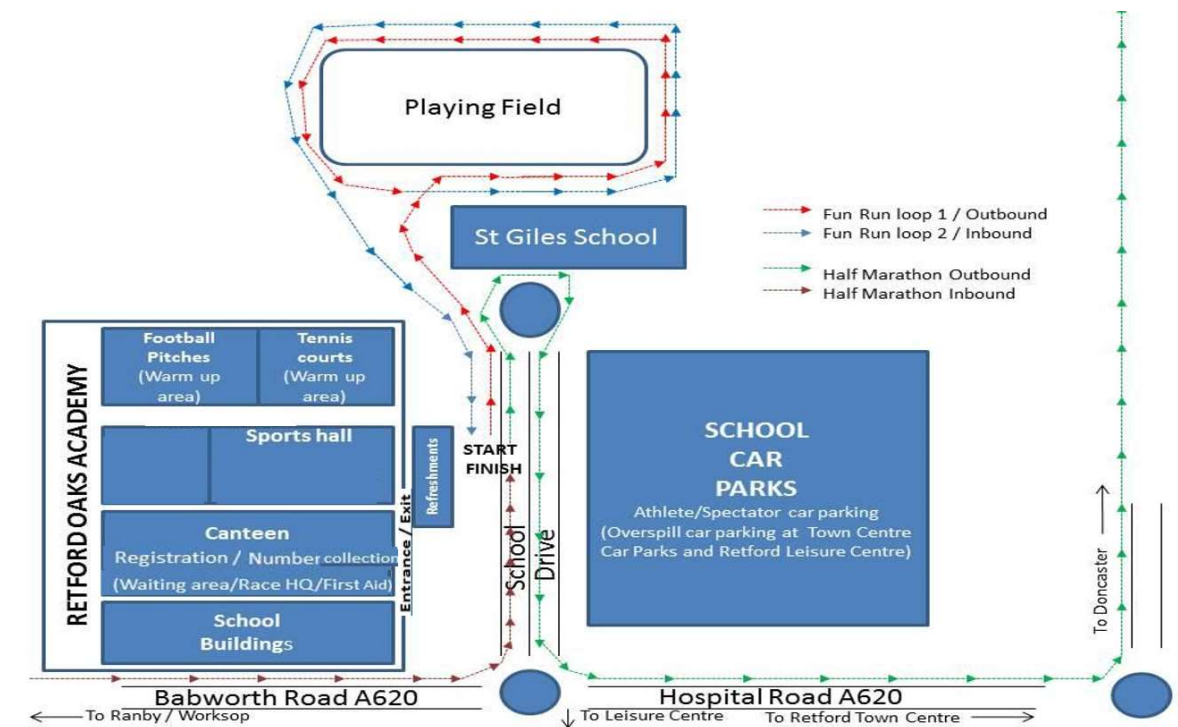 Playing Field
St Giles School
Fun Run loop 1 / Outbound
Fun Run loop 2 / Inbound
Half Marathon Outbound
Half Marathon Inbound
RETFORD OAKS ACADEMY
Football
Pitches
(Warm up
area)
Tennis
courts
(Warm up
area)
Sports hall
Canteen
Registration / Number collection
(Waiting area/Race HQ/First Aid)
School
Buildings
Entrance / Exit
Refreshments
START
FINISH
School
Drive
SCHOOL
CAR
PARKS
Athlete/Spectator car parking
(Overspill car parking at Town Centre
Car Parks and Retford Leisure Centre)
To Doncaster
Babworth Road A620
Hospital Road A620
To Ranby / Worksop
To Leisure Centre
To Retford Town Centre